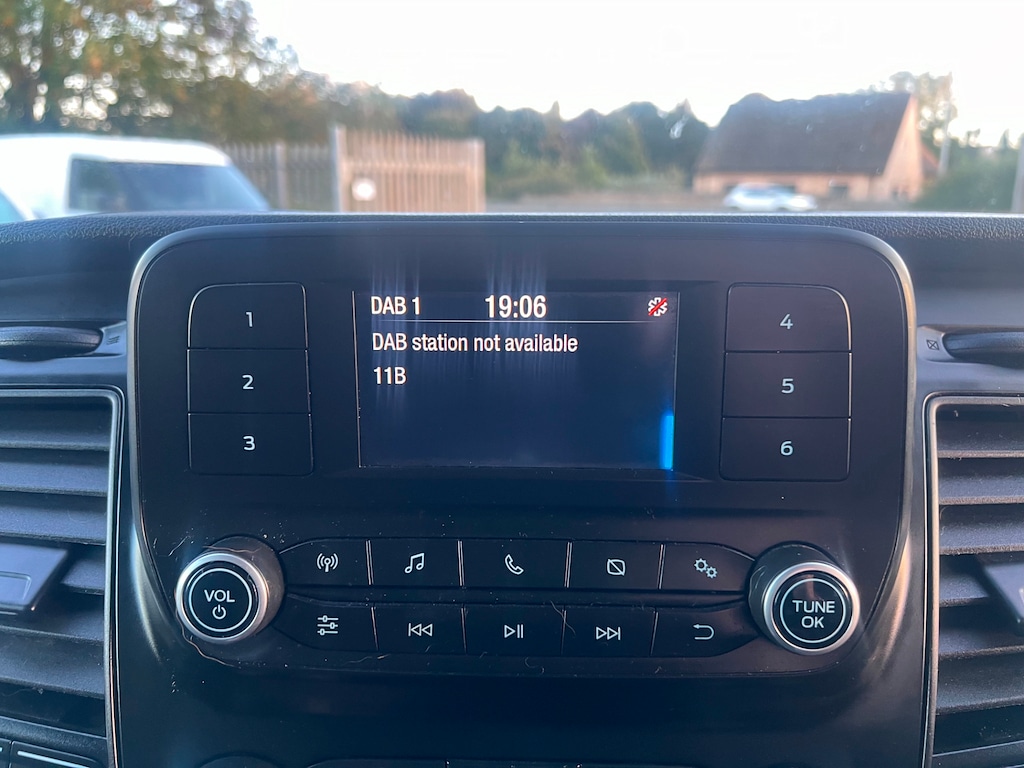 DAB 1 19:06
DAB station not available
11B
1
2
3
4
5
6
VOL
TUNE
OK